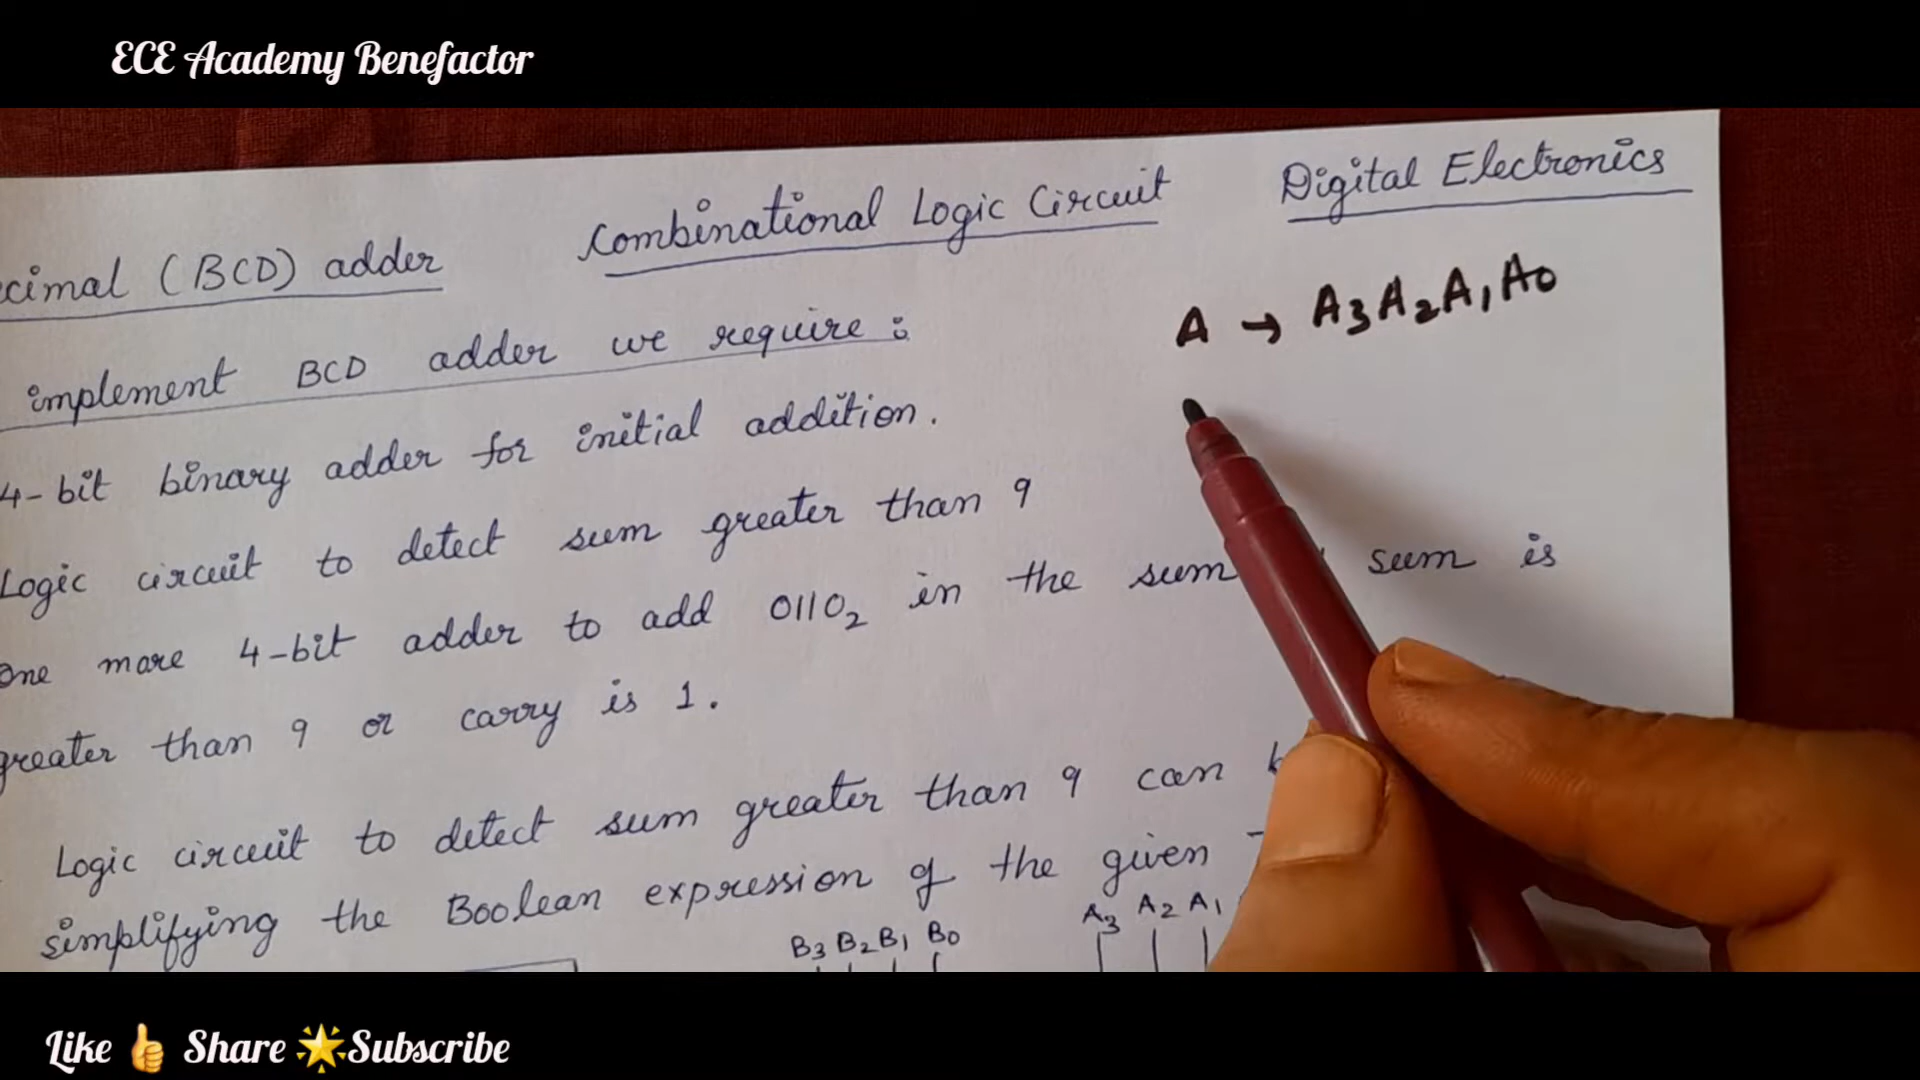 ECE Academy Benefactor
Combinational Logic Circuit
Digital Electronics
(BCD) adder
implement BCD adder we require :
A → A3A2A1A0
4-bit binary adder for initial addition.
Logic circuit to detect sum greater than 9
One more 4-bit adder to add 0110₂ in the sum sum is
greater than 9 or carry is 1.
Logic circuit to detect sum greater than 9 can
simplifying the Boolean expression of the given
B3 B2 B1 B0
A3 A2 A1
Like 👍 Share 🌟Subscribe